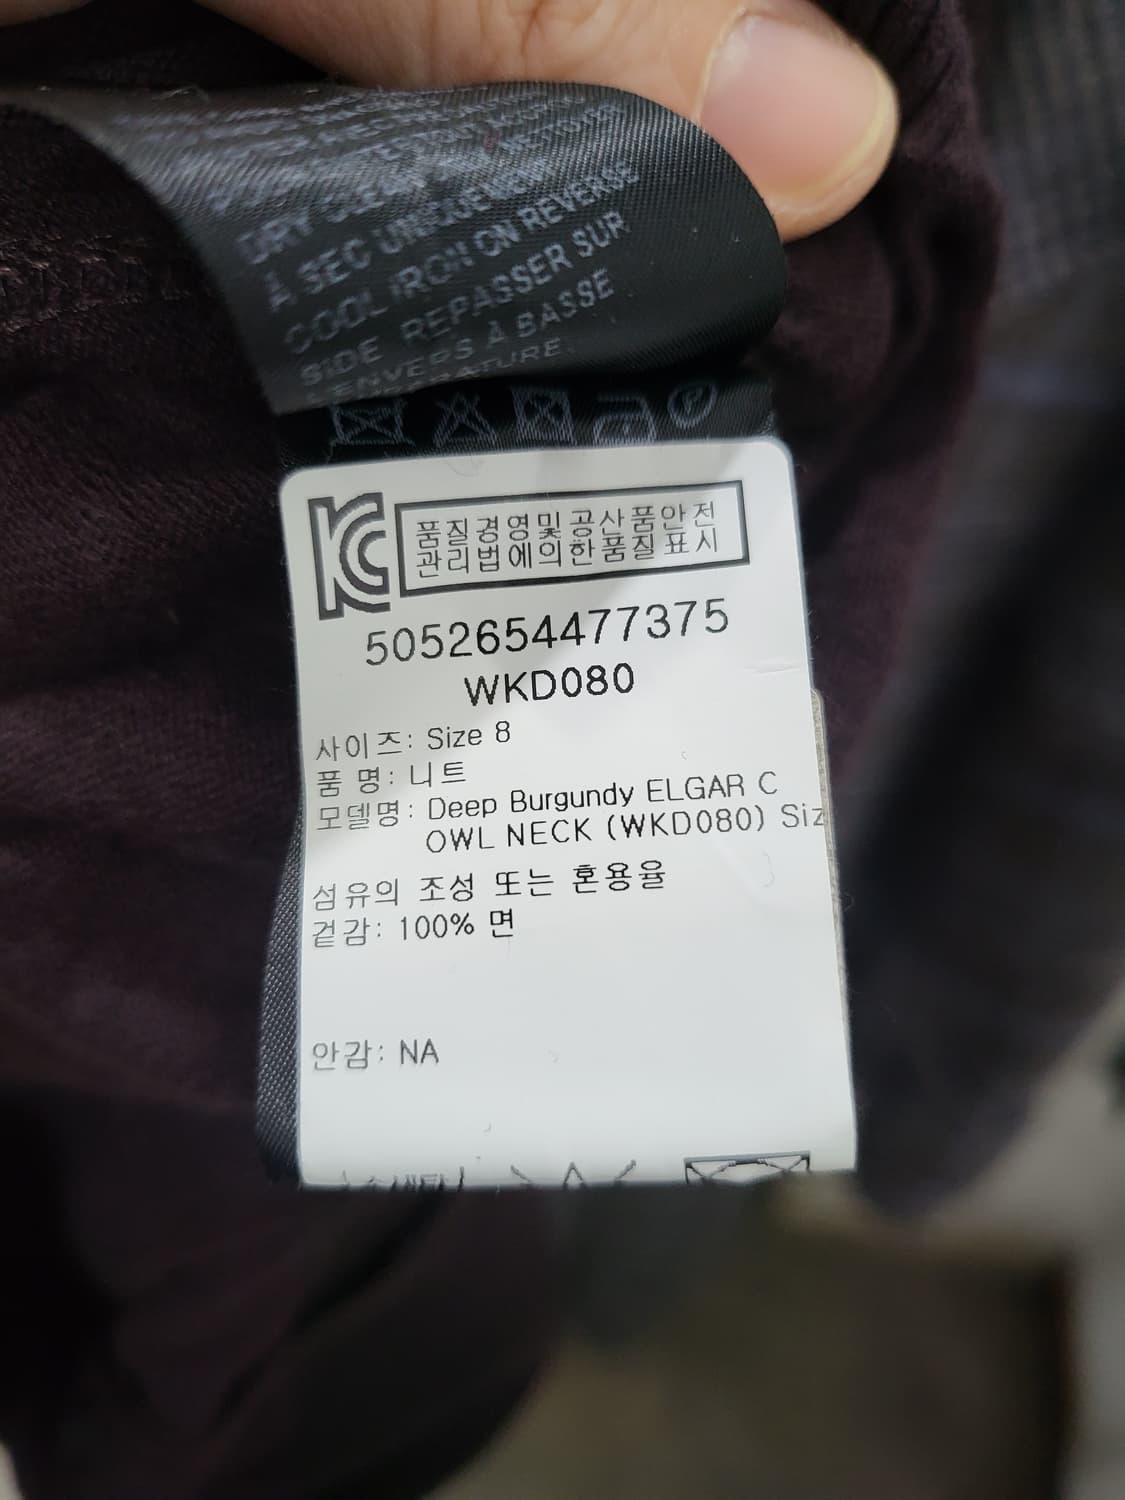 DRY CLEAN
À SEC UNIQUEMENT
COOL IRON ON REVERSE
SIDE REPASSER SUR
L'ENVERS À BASSE
TEMPÉRATURE
P
KC
품질경영및공산품안전
관리법에의한품질표시
5052654477375
WKD080
사이즈: Size 8
품 명: 니트
모델명: Deep Burgundy ELGAR C
OWL NECK (WKD080) Siz
섬유의 조성 또는 혼용율
겉감: 100% 면
안감: NA